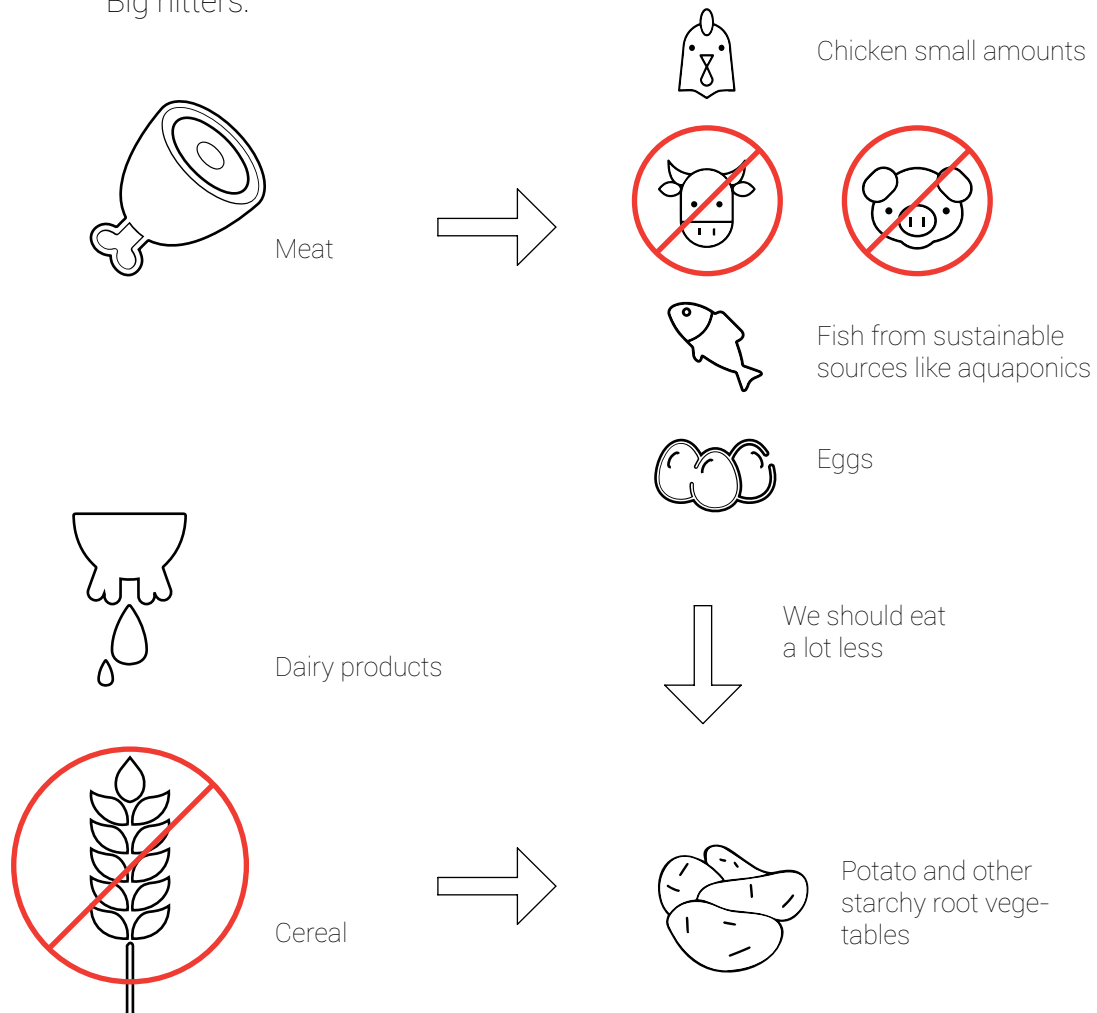 Big hitters:
Chicken small amounts
Meat
Fish from sustainable
sources like aquaponics
Eggs
We should eat
a lot less
Dairy products
Potato and other
starchy root vege-
tables
Cereal